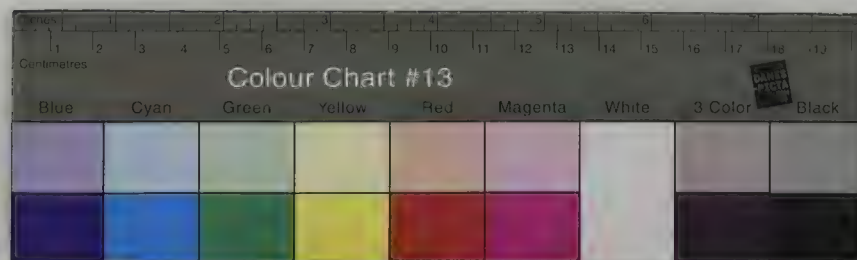 Inches 1 2 3 4 5 6 7
1 2 3 4 5 6 7 8 9 10 11 12 13 14 15 16 17 18 19
Centimetres
Colour Chart #13
DANES PICTA
Blue Cyan Green Yellow Red Magenta White 3 Color Black